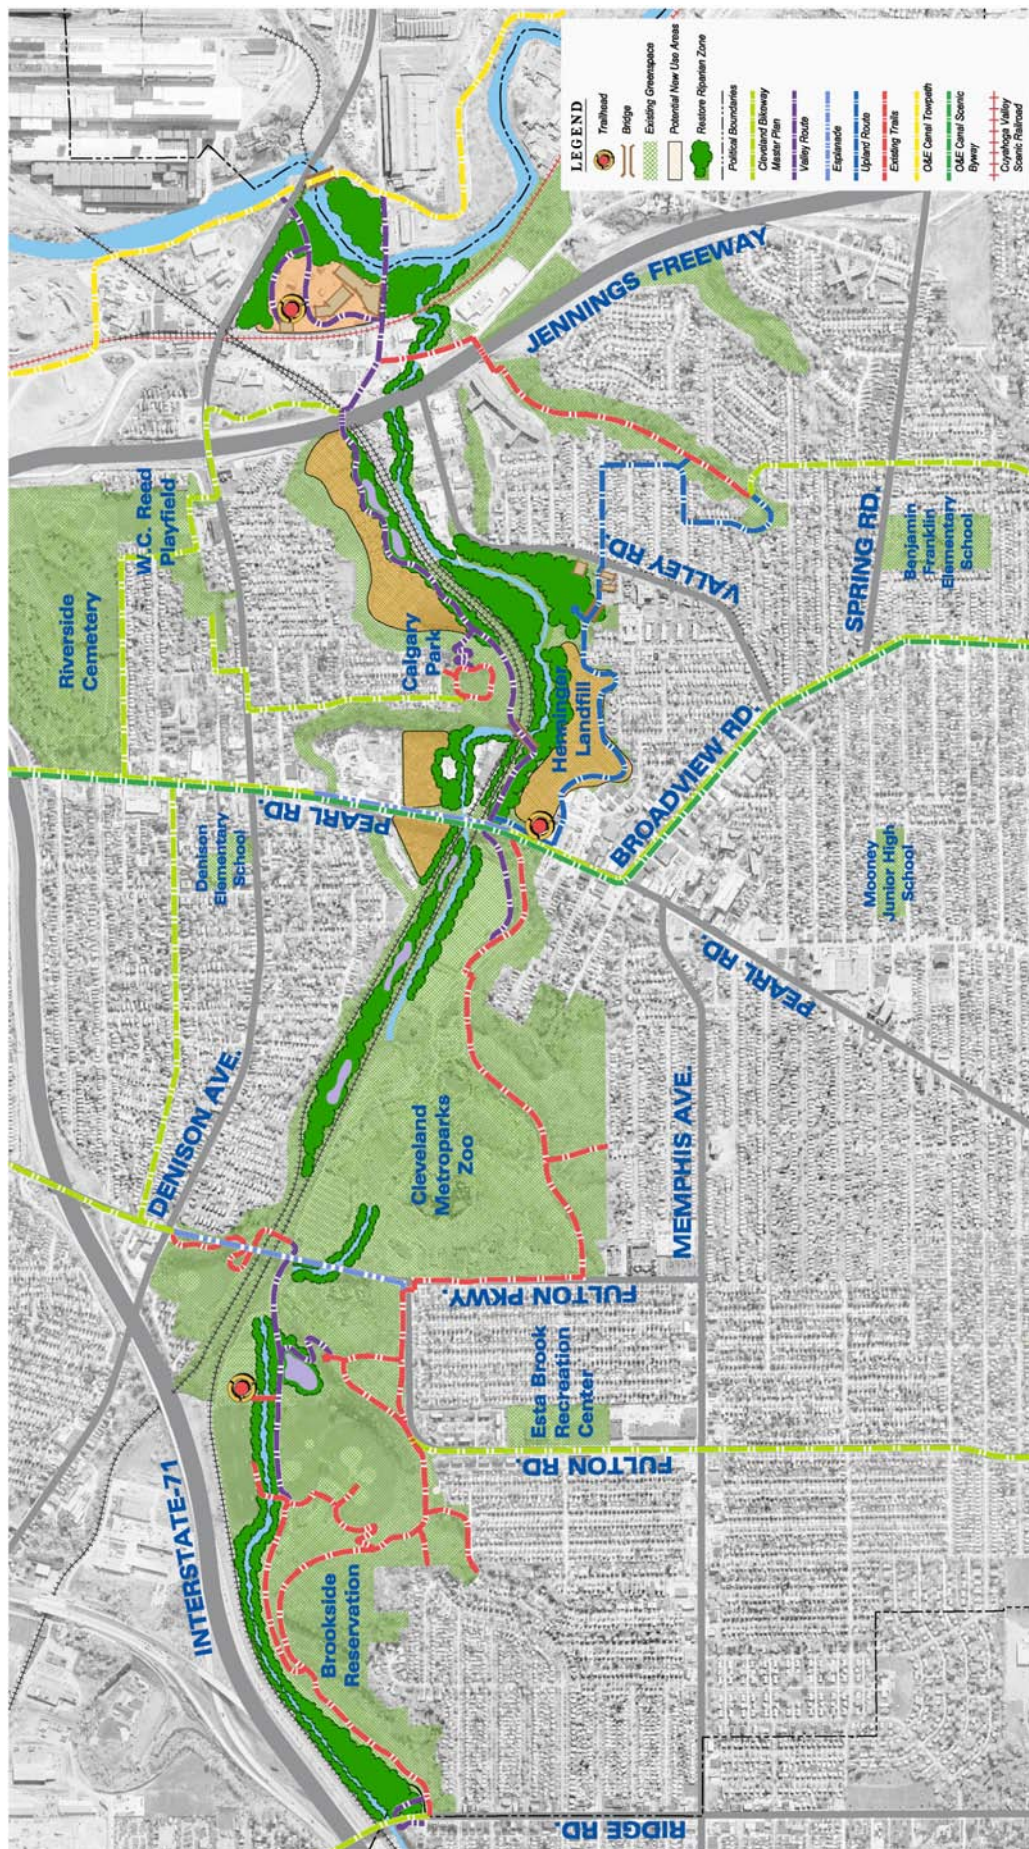 LEGEND
Trailhead
Bridge
Existing Greenspace
Potential New Use Areas
Restore Riparian Zone
Political Boundaries
Cleveland Bikeway
Master Plan
Valley Route
Esplanade
Upland Route
Existing Trails
O&E Canal Towpath
O&E Canal Scenic
Byway
Cuyahoga Valley
Scenic Railroad
INTERSTATE-71
DENISON AVE.
Denison
Elementary
School
Riverside
Cemetery
W.C. Reed
Playfield
PEARL RD.
Calgary
Park
JENNINGS FREEWAY
Brookside
Reservation
Cleveland
Metroparks
Zoo
Henninger
Landfill
VALLEY RD.
FULTON PKWY.
Esta Brook
Recreation
Center
FULTON RD.
MEMPHIS AVE.
BROADVIEW RD.
PEARL RD.
SPRING RD.
Benjamin
Franklin
Elementary
School
Mooney
Junior High
School
RIDGE RD.